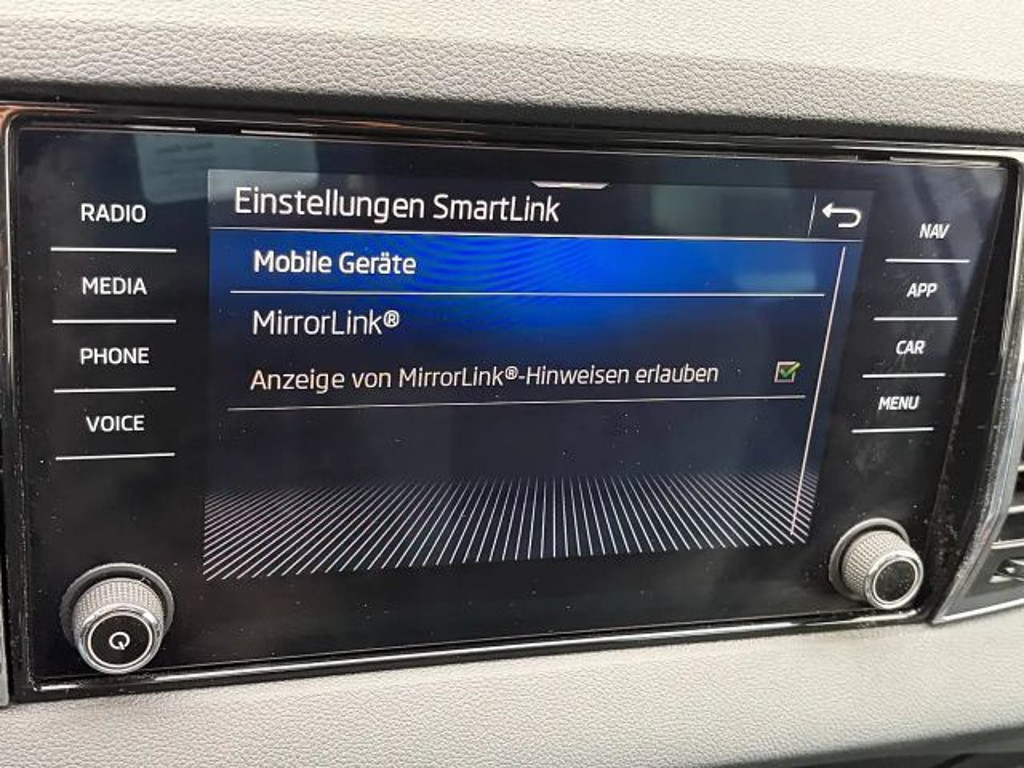 RADIO
MEDIA
PHONE
VOICE
Einstellungen SmartLink
Mobile Geräte
MirrorLink®
Anzeige von MirrorLink®-Hinweisen erlauben
NAV
APP
CAR
MENU